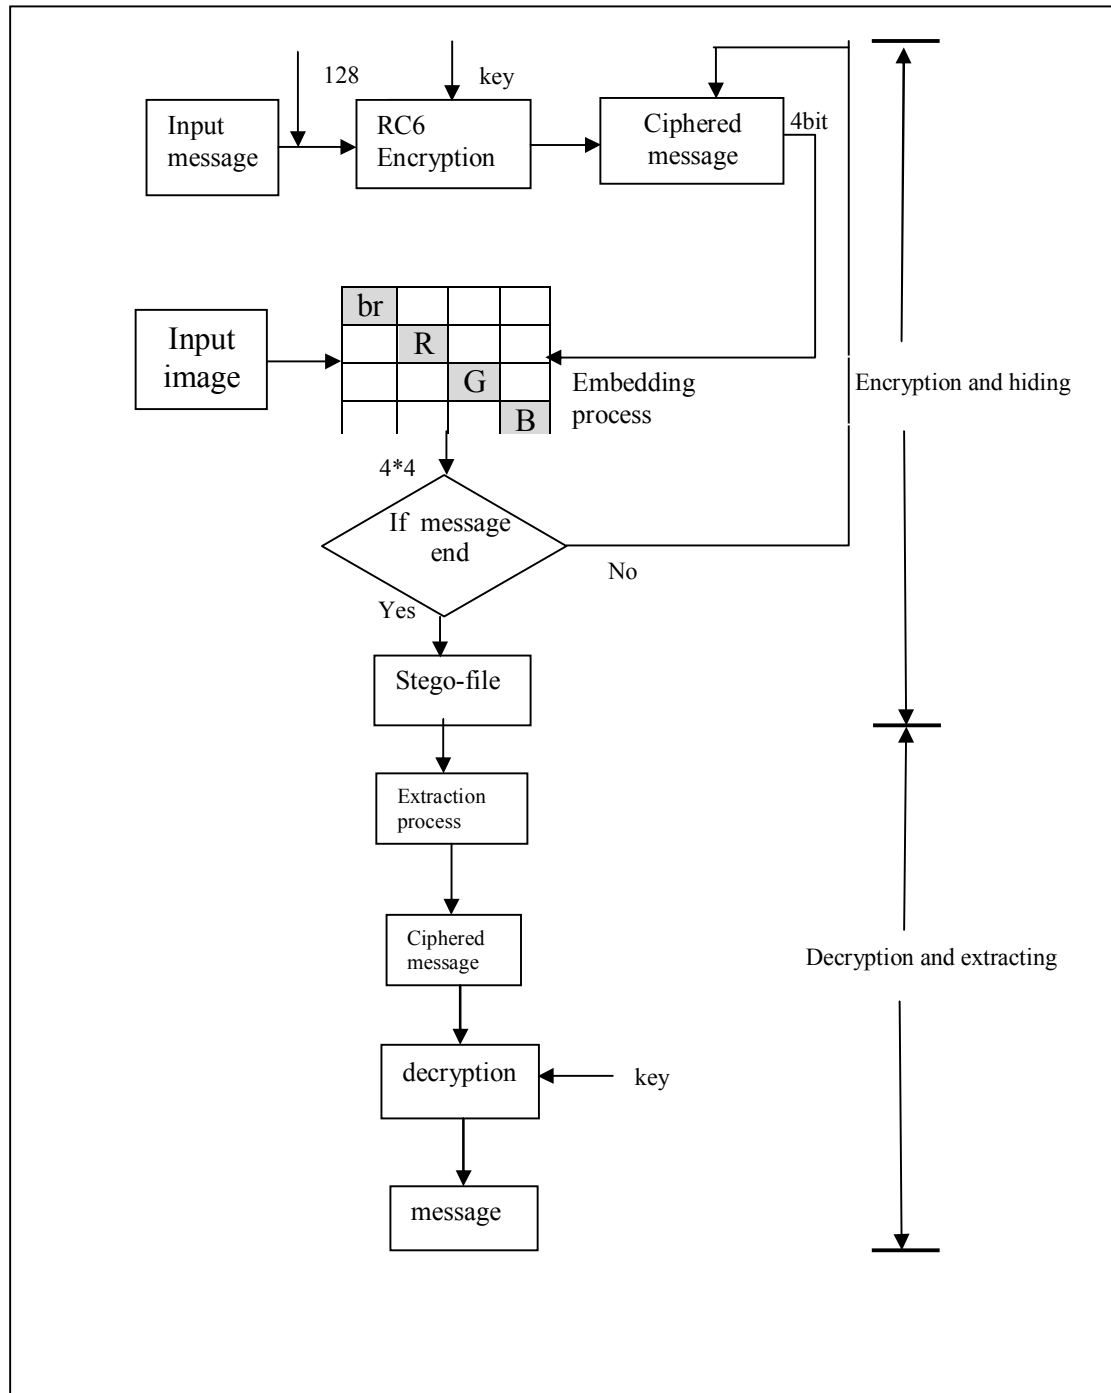 128
key
Input
message
RC6
Encryption
Ciphered
message
4bit
br
R
G
B
Input
image
Embedding
process
Encryption and hiding
4*4
If message
end
No
Yes
Stego-file
Extraction
process
Ciphered
message
Decryption and extracting
decryption
key
message